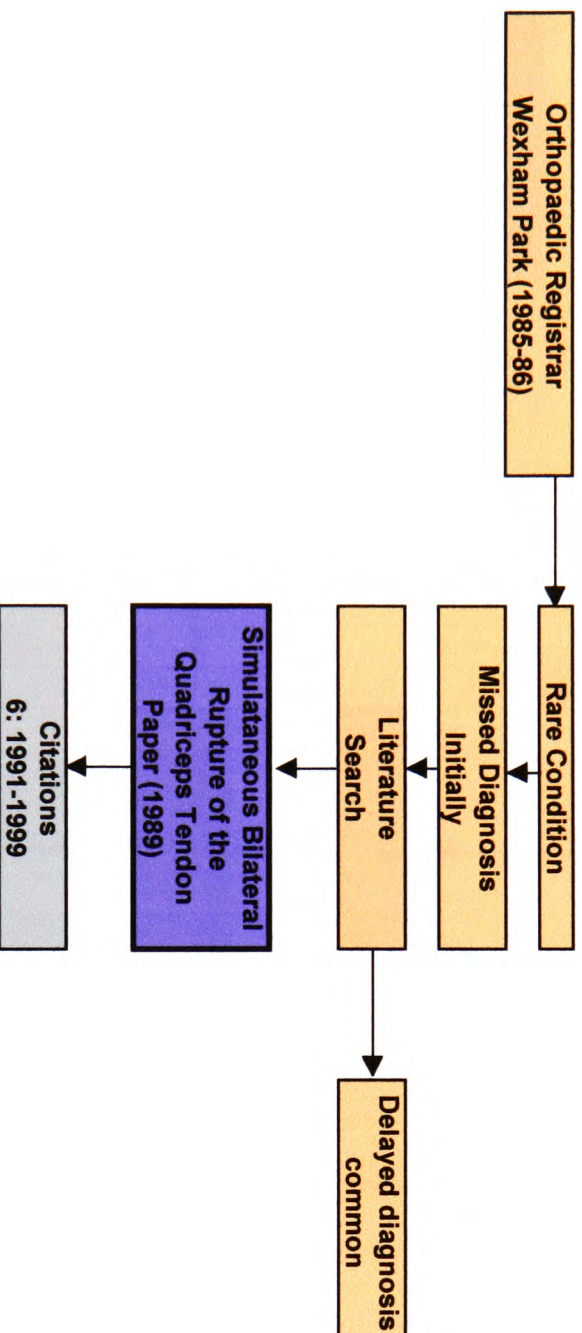 Orthopaedic Registrar
Wexham Park (1985-86)
Rare Condition
Missed Diagnosis
Initially
Literature
Search
Delayed diagnosis
common
Simulataneous Bilateral
Rupture of the
Quadriceps Tendon
Paper (1989)
Citations
6: 1991-1999